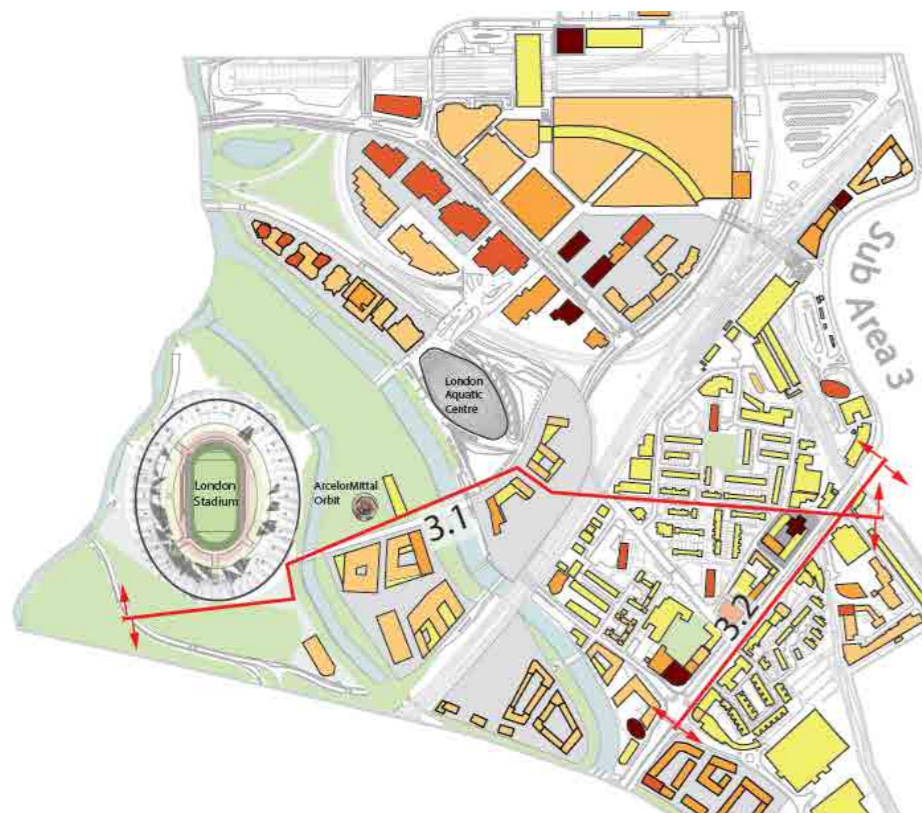 Sub Area 3
London
Aquatic
Centre
London
Stadium
ArcelorMittal
Orbit
3.1
3.2